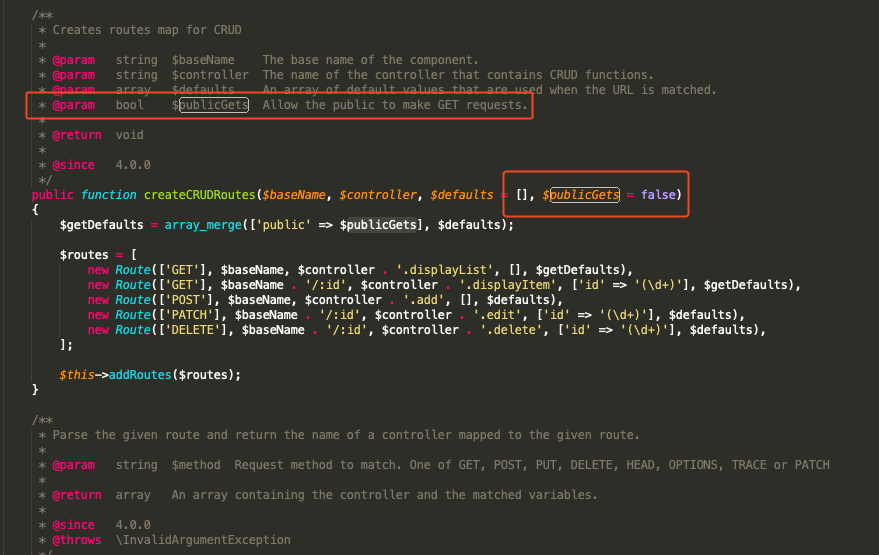 /**
 * Creates routes map for CRUD
 *
 * @param   string  $baseName    The base name of the component.
 * @param   string  $controller  The name of the controller that contains CRUD functions.
 * @param   array   $defaults    An array of default values that are used when the URL is matched.
 * @param   bool    $publicGets  Allow the public to make GET requests.
 *
 * @return  void
 *
 * @since   4.0.0
 */
public function createCRUDRoutes($baseName, $controller, $defaults = [], $publicGets = false)
{
    $getDefaults = array_merge(['public' => $publicGets], $defaults);

    $routes = [
        new Route(['GET'], $baseName, $controller . '.displayList', [], $getDefaults),
        new Route(['GET'], $baseName . '/:id', $controller . '.displayItem', ['id' => '(\d+)'], $getDefaults),
        new Route(['POST'], $baseName, $controller . '.add', [], $defaults),
        new Route(['PATCH'], $baseName . '/:id', $controller . '.edit', ['id' => '(\d+)'], $defaults),
        new Route(['DELETE'], $baseName . '/:id', $controller . '.delete', ['id' => '(\d+)'], $defaults),
    ];

    $this->addRoutes($routes);
}

/**
 * Parse the given route and return the name of a controller mapped to the given route.
 *
 * @param   string  $method  Request method to match. One of GET, POST, PUT, DELETE, HEAD, OPTIONS, TRACE or PATCH
 *
 * @return  array   An array containing the controller and the matched variables.
 *
 * @since   4.0.0
 * @throws  \InvalidArgumentException
 */